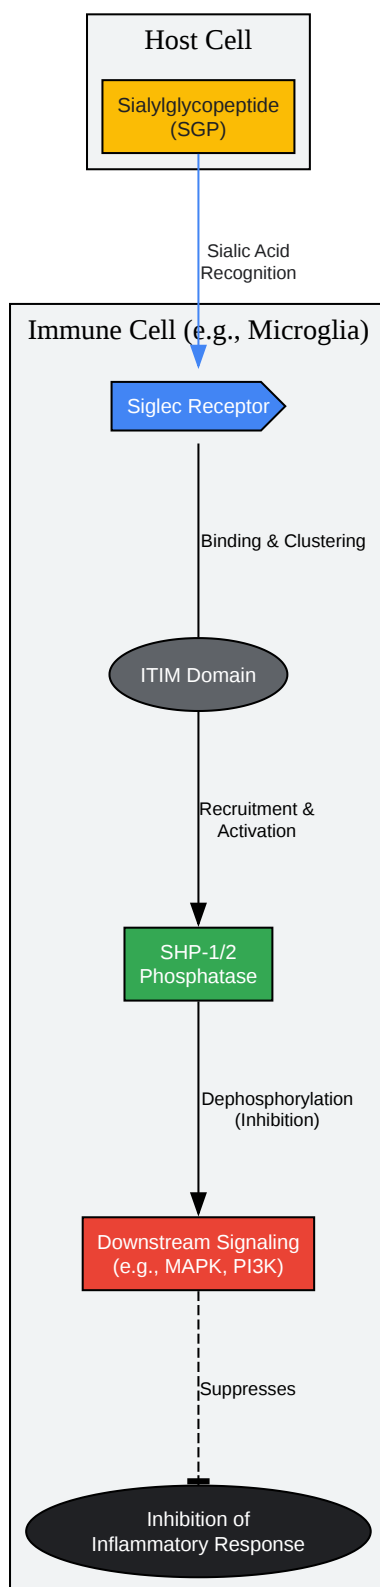 Host Cell
Sialylglycopeptide
(SGP)
Sialic Acid
Recognition
Immune Cell (e.g., Microglia)
Siglec Receptor
Binding & Clustering
ITIM Domain
Recruitment &
Activation
SHP-1/2
Phosphatase
Dephosphorylation
(Inhibition)
Downstream Signaling
(e.g., MAPK, PI3K)
Suppresses
Inhibition of
Inflammatory Response